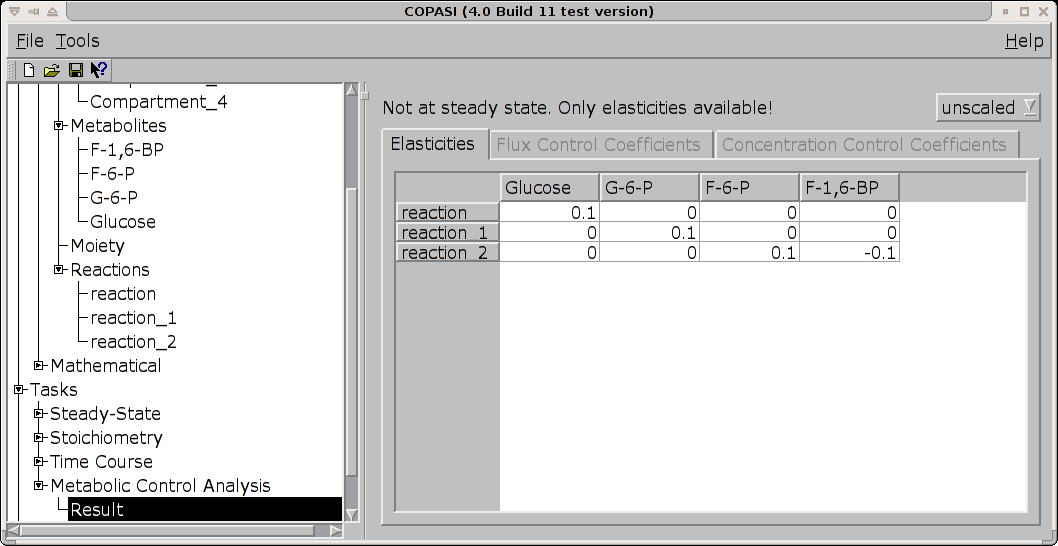 COPASI (4.0 Build 11 test version)
File Tools Help
Compartment_4
Metabolites
F-1,6-BP
F-6-P
G-6-P
Glucose
Moiety
Reactions
reaction
reaction_1
reaction_2
Mathematical
Tasks
Steady-State
Stoichiometry
Time Course
Metabolic Control Analysis
Result
Not at steady state. Only elasticities available!
unscaled
Elasticities Flux Control Coefficients Concentration Control Coefficients
Glucose G-6-P F-6-P F-1,6-BP
reaction 0.1 0 0 0
reaction_1 0 0.1 0 0
reaction_2 0 0 0.1 -0.1